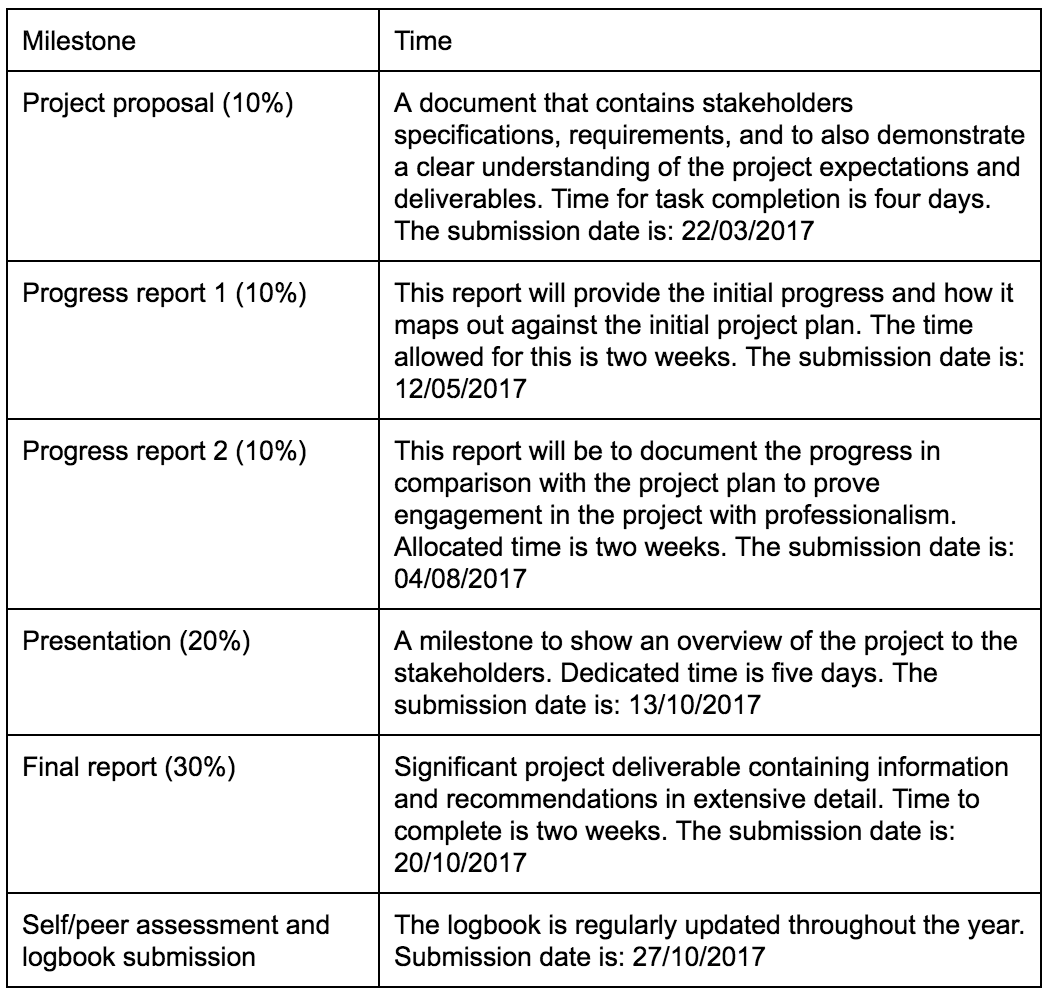 Milestone
Time
Project proposal (10%)
A document that contains stakeholders
specifications, requirements, and to also demonstrate
a clear understanding of the project expectations and
deliverables. Time for task completion is four days.
The submission date is: 22/03/2017
Progress report 1 (10%)
This report will provide the initial progress and how it
maps out against the initial project plan. The time
allowed for this is two weeks. The submission date is:
12/05/2017
Progress report 2 (10%)
This report will be to document the progress in
comparison with the project plan to prove
engagement in the project with professionalism.
Allocated time is two weeks. The submission date is:
04/08/2017
Presentation (20%)
A milestone to show an overview of the project to the
stakeholders. Dedicated time is five days. The
submission date is: 13/10/2017
Final report (30%)
Significant project deliverable containing information
and recommendations in extensive detail. Time to
complete is two weeks. The submission date is:
20/10/2017
Self/peer assessment and
logbook submission
The logbook is regularly updated throughout the year.
Submission date is: 27/10/2017